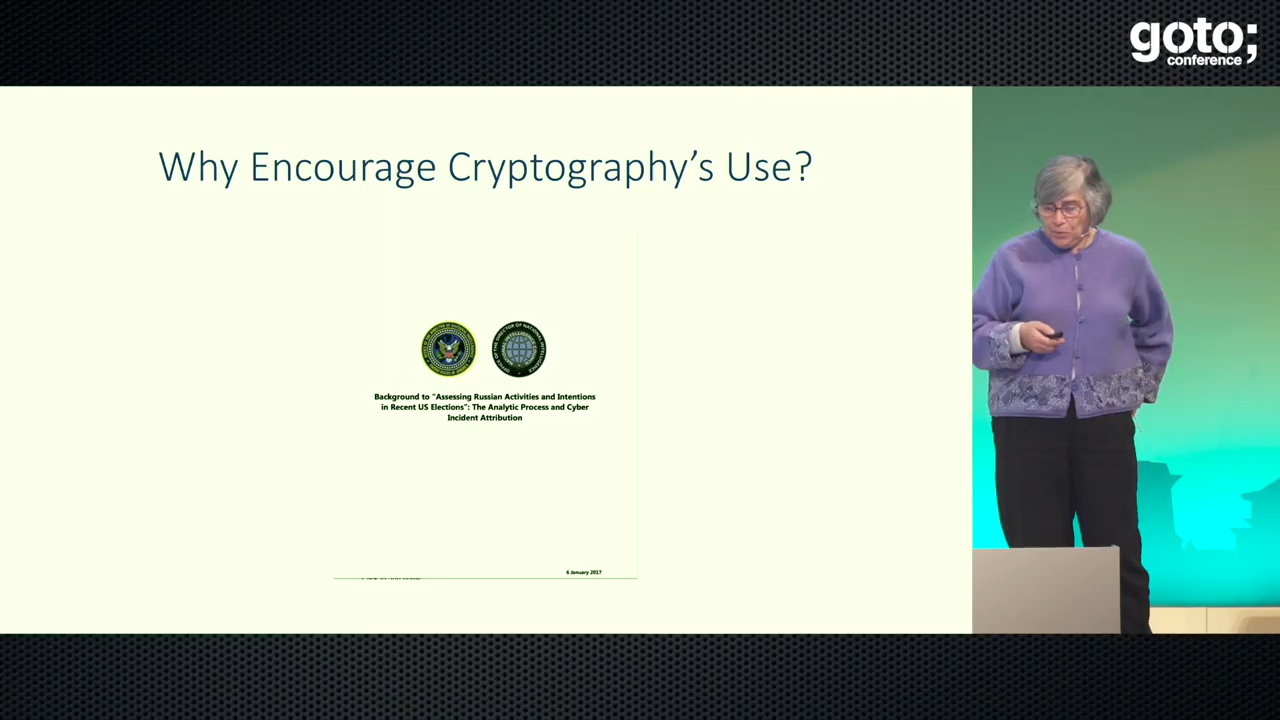 goto;
conference
Why Encourage Cryptography's Use?
Background to "Assessing Russian Activities and Intentions
in Recent US Elections": The Analytic Process and Cyber
Incident Attribution
6 January 2017